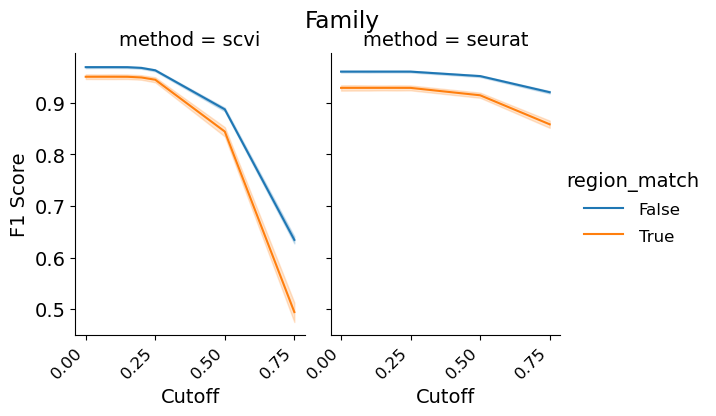 Family
method = scvi
method = seurat
F1 Score
0.9
0.8
0.7
0.6
0.5
0.00
0.25
0.50
0.75
Cutoff
0.00
0.25
0.50
0.75
Cutoff
region_match
False
True